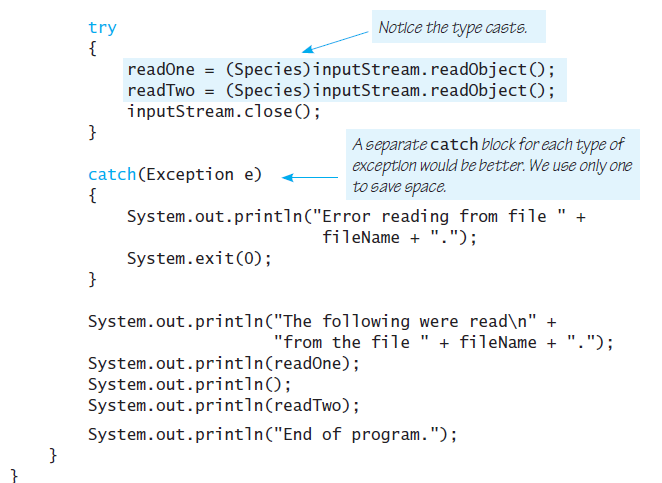 try
Notice the type casts.
{
readOne = (Species)inputStream.readObject();
readTwo = (Species)inputStream.readObject();
inputStream.close();
}
A separate catch block for each type of
exception would be better. We use only one
to save space.
catch(Exception e)
{
System.out.println("Error reading from file " +
fileName + ".");
System.exit(0);
}
System.out.println("The following were read\n" +
"from the file " + fileName + ".");
System.out.println(readOne);
System.out.println();
System.out.println(readTwo);
System.out.println("End of program.");
}
}